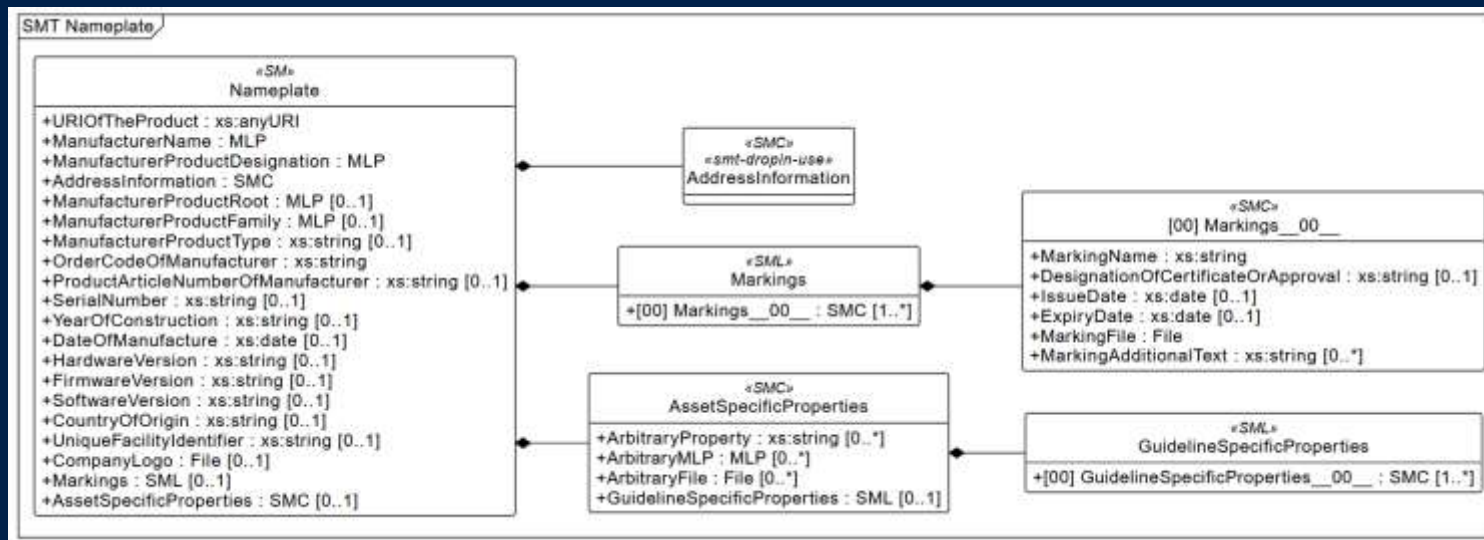 SMT Nameplate
«SM»
Nameplate
+URIOfTheProduct : xs:anyURI
+ManufacturerName : MLP
+ManufacturerProductDesignation : MLP
+AddressInformation : SMC
+ManufacturerProductRoot : MLP [0..1]
+ManufacturerProductFamily : MLP [0..1]
+ManufacturerProductType : xs:string [0..1]
+OrderCodeOfManufacturer : xs:string
+ProductArticleNumberOfManufacturer : xs:string [0..1]
+SerialNumber : xs:string [0..1]
+YearOfConstruction : xs:string [0..1]
+DateOfManufacture : xs:date [0..1]
+HardwareVersion : xs:string [0..1]
+FirmwareVersion : xs:string [0..1]
+SoftwareVersion : xs:string [0..1]
+CountryOfOrigin : xs:string [0..1]
+UniqueFacilityIdentifier : xs:string [0..1]
+CompanyLogo : File [0..1]
+Markings : SML [0..1]
+AssetSpecificProperties : SMC [0..1]
«SMC»
«smt-dropin-use»
AddressInformation
«SML»
Markings
+[00] Markings__00__ : SMC [1..*]
«SMC»
[00] Markings__00__
+MarkingName : xs:string
+DesignationOfCertificateOrApproval : xs:string [0..1]
+IssueDate : xs:date [0..1]
+ExpiryDate : xs:date [0..1]
+MarkingFile : File
+MarkingAdditionalText : xs:string [0..*]
«SMC»
AssetSpecificProperties
+ArbitraryProperty : xs:string [0..*]
+ArbitraryMLP : MLP [0..*]
+ArbitraryFile : File [0..*]
+GuidelineSpecificProperties : SML [0..1]
«SML»
GuidelineSpecificProperties
+[00] GuidelineSpecificProperties__00__ : SMC [1..*]